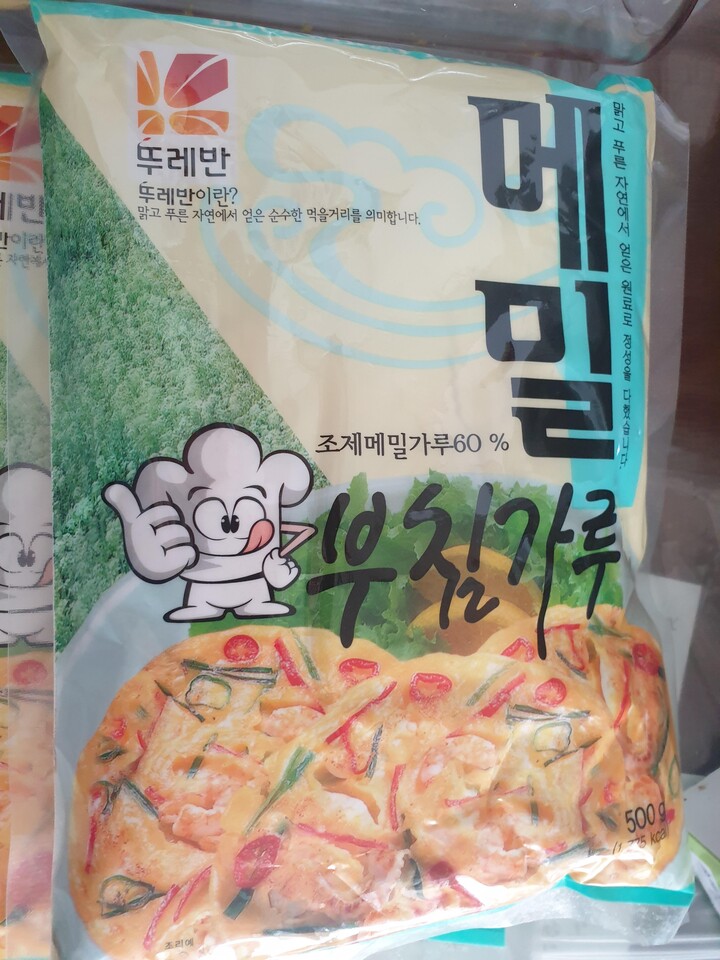 뚜레반
뚜레반이란?
맑고 푸른 자연에서 얻은 순수한 먹을거리를 의미합니다.
메밀
맑고 푸른 자연에서 얻은 원료로 정성을 다했습니다.
조제메밀가루60 %
부침가루
500 g
조리예